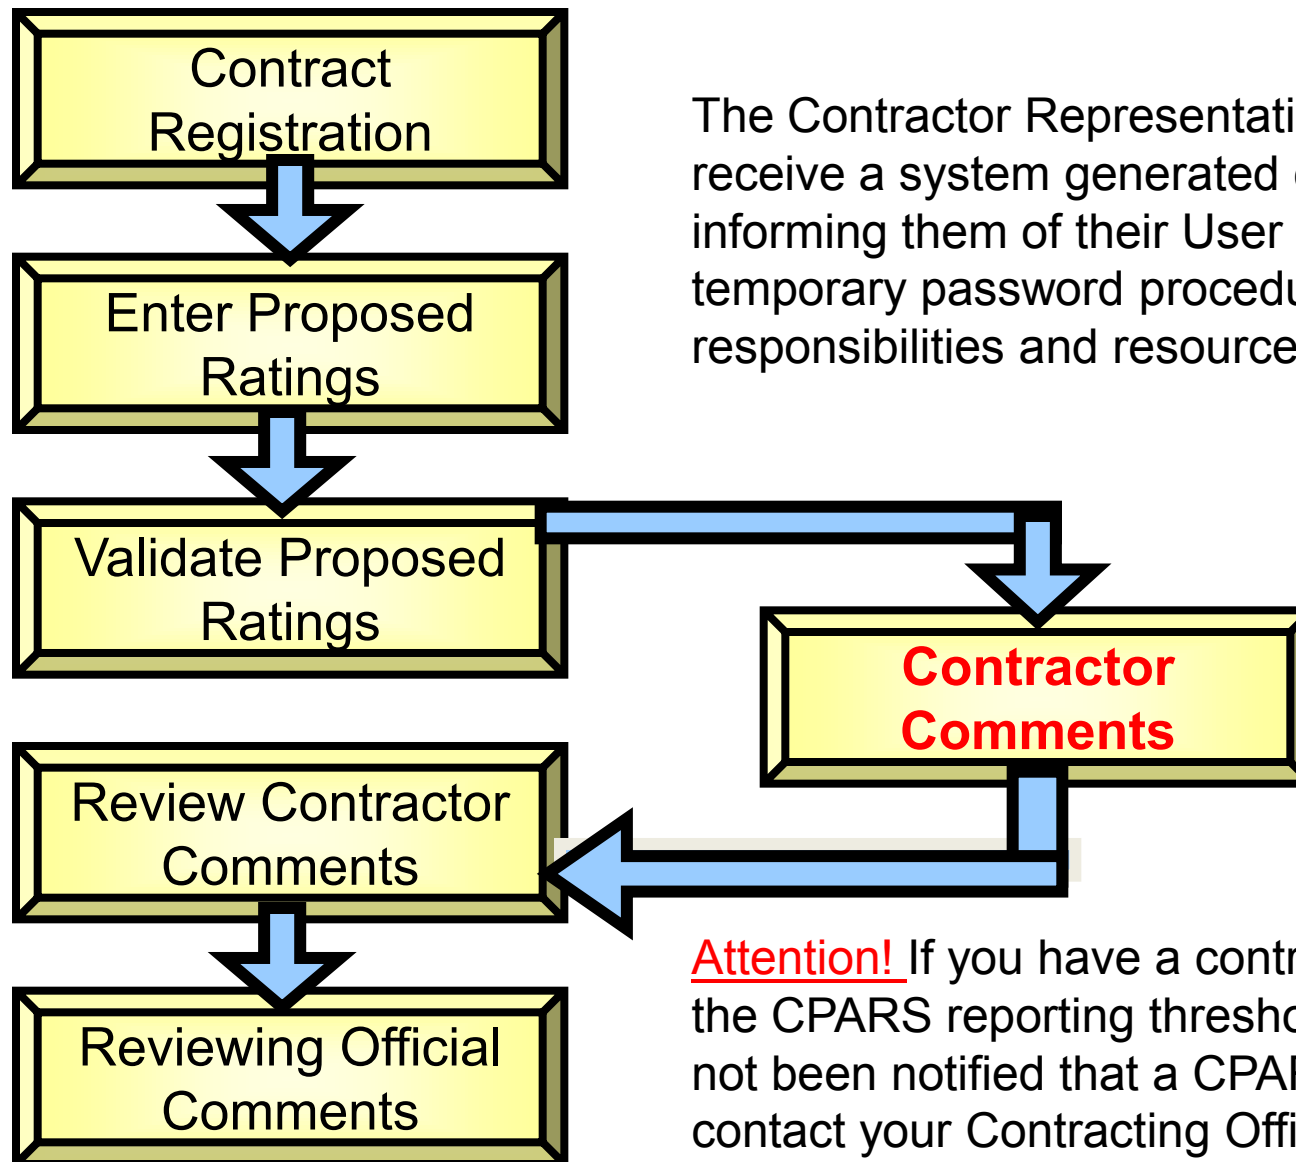 Contract
Registration
The Contractor Representati
receive a system generated
informing them of their User
temporary password procedu
responsibilities and resource
Enter Proposed
Ratings
Validate Proposed
Ratings
Contractor
Comments
Review Contractor
Comments
Reviewing Official
Comments
Attention! If you have a contr
the CPARS reporting thresho
not been notified that a CPAR
contact your Contracting Offi